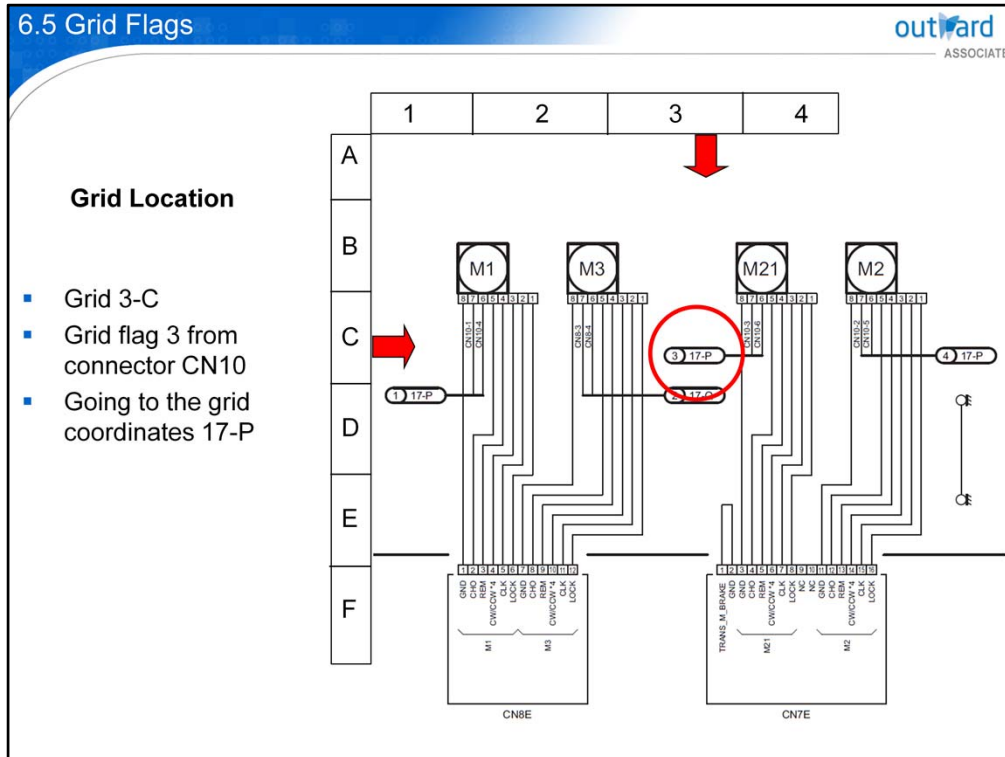 6.5 Grid Flags
outward
ASSOCIATE
1 2 3 4
A
B
C
D
E
F
Grid Location
Grid 3-C
Grid flag 3 from
connector CN10
Going to the grid
coordinates 17-P
M1 M3 M21 M2
8 7 6 5 4 3 2 1
8 7 6 5 4 3 2 1
8 7 6 5 4 3 2 1
8 7 6 5 4 3 2 1
CN10-1
CN10-4
CN8-3
CN8-4
CN10-3
CN10-6
CN10-2
CN10-5
3 17-P
4 17-P
1 17-P
2 17-O
1 2 3 4 5 6 7 8 9 10 11 12
GND
CHO
REM
CW/CCW *4
CLK
LOCK
GND
CHO
REM
CW/CCW *4
CLK
LOCK
M1
M3
CN8E
1 2 3 4 5 6 7 8 9 10 11 12 13 14 15 16
TRANS_M_BRAKE
GND
GND
CHO
REM
CW/CCW *4
CLK
LOCK
NC
NC
GND
CHO
REM
CW/CCW *4
CLK
LOCK
M21
M2
CN7E